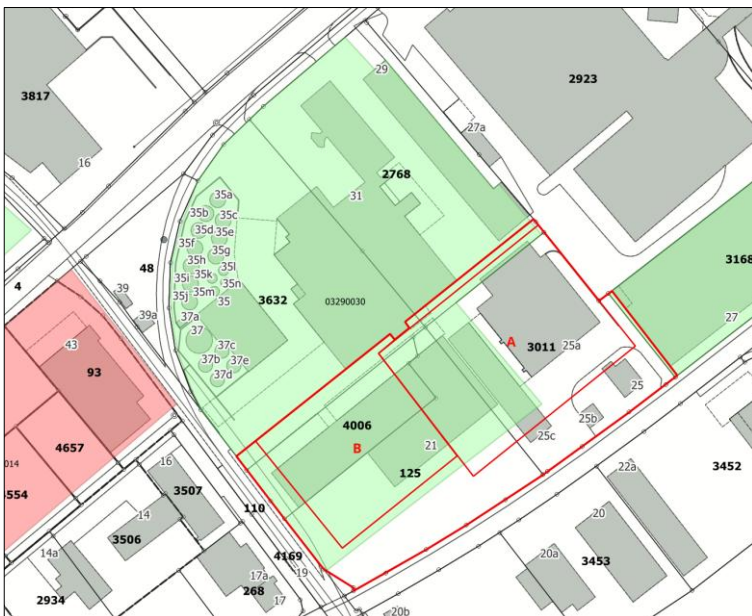 29
2923
3817
27a
16
2768
35a
31
35b
35c
35d
35e
35f
35g
35h
35l
48
35i
35k
35n
3168
4
35j
35m
35
3632
03290030
39
37a
39a
37
27
A
3011
25a
43
37c
93
37b
37e
37d
25
25b
4006
25c
21
B
4657
125
014
16
3452
22a
4554
3507
110
14
20
3506
4169
14a
3453
20a
17a
19
268
2934
17
20b